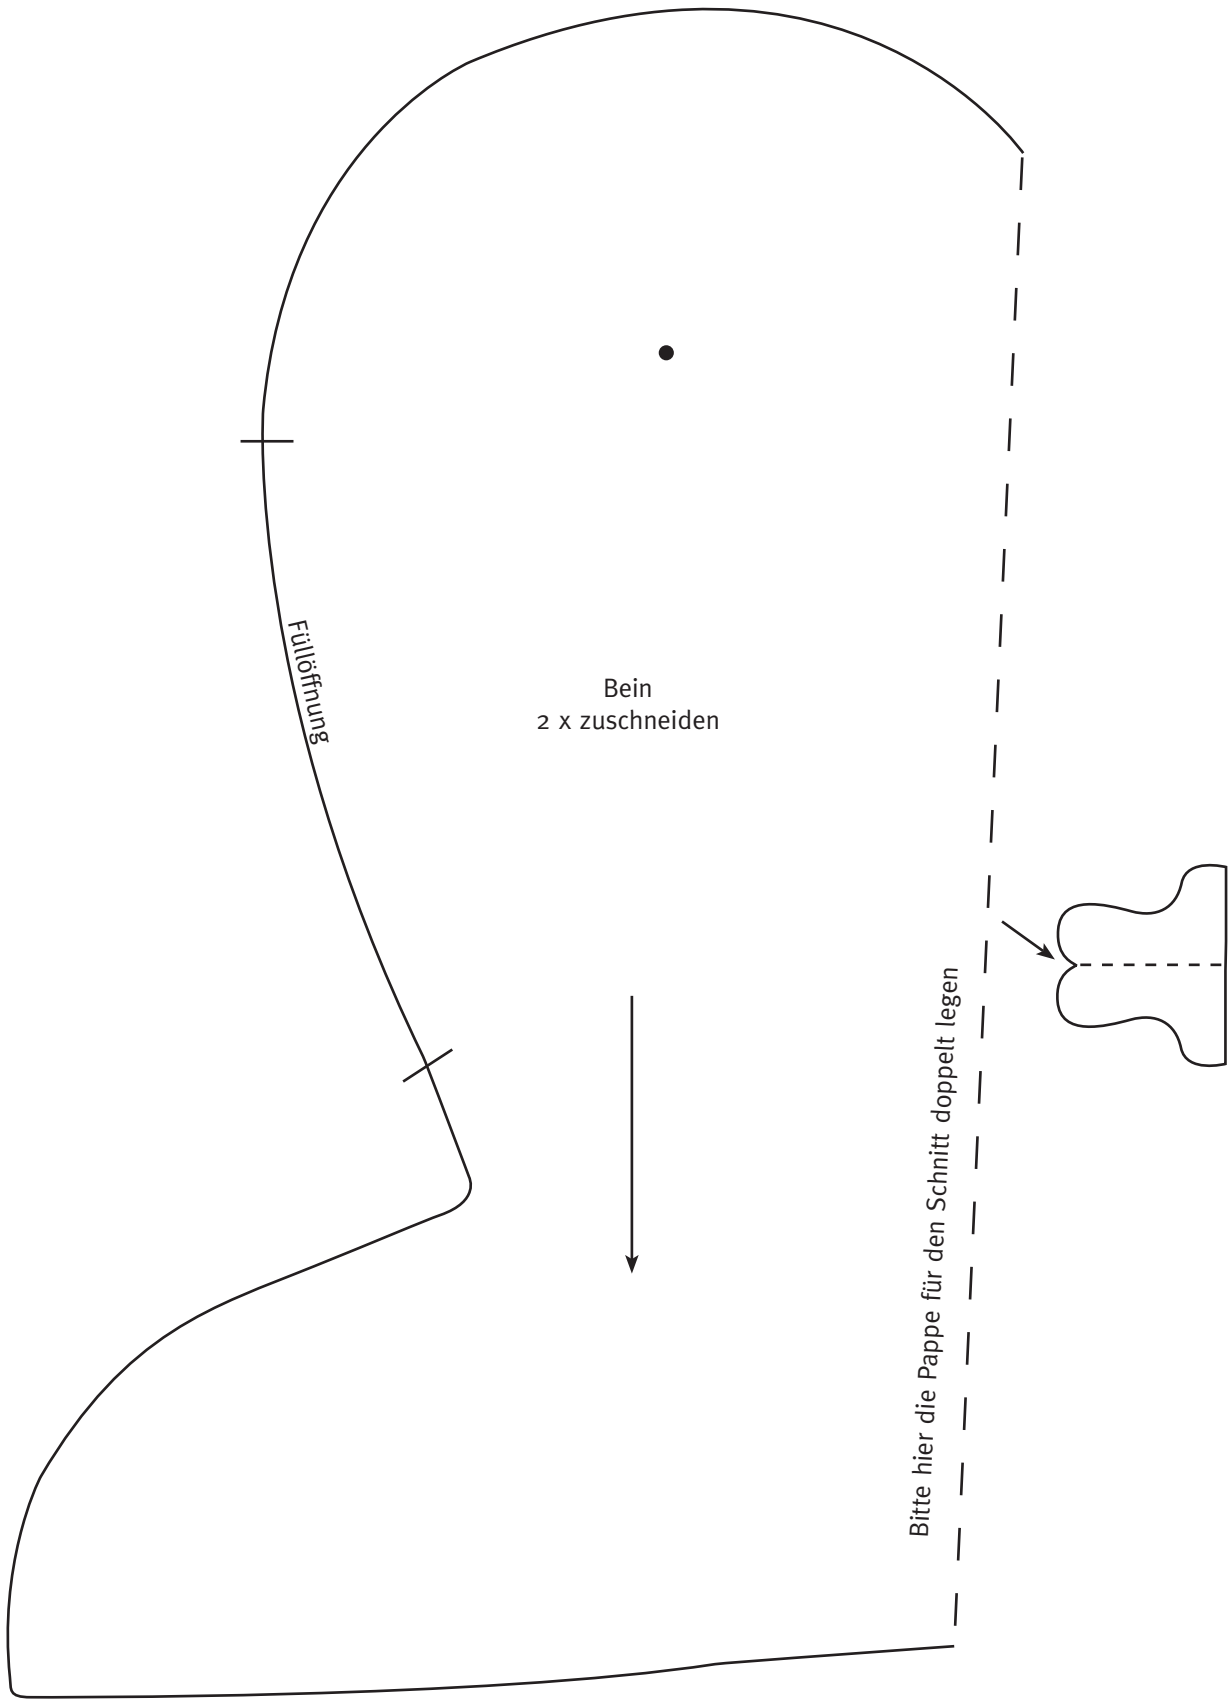 Füllöffnung
Bein
2 x zuschneiden
Bitte hier die Pappe für den Schnitt doppelt legen